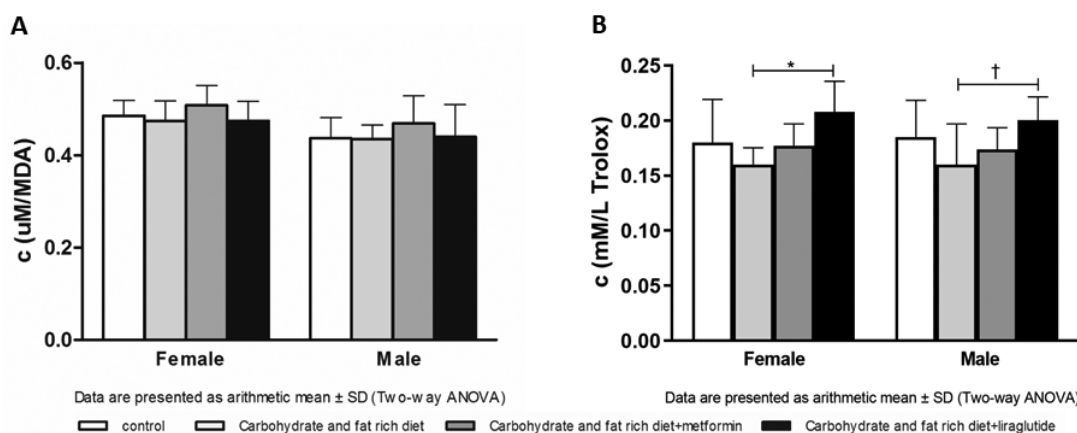 A
c (uM/MDA)
0.6
0.4
0.2
0.0
Female Male
Data are presented as arithmetic mean ± SD (Two-way ANOVA)
B
c (mM/L Trolox)
0.25
0.20
0.15
0.10
0.05
0.00
*
†
Female Male
Data are presented as arithmetic mean ± SD (Two-way ANOVA)
control Carbohydrate and fat rich diet Carbohydrate and fat rich diet+metformin Carbohydrate and fat rich diet+liraglutide